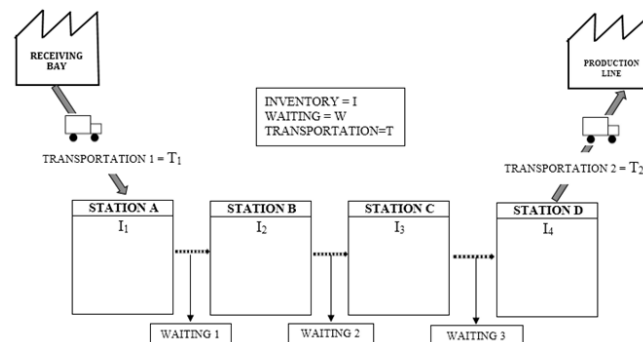 RECEIVING
BAY
PRODUCTION
LINE
INVENTORY = I
WAITING = W
TRANSPORTATION=T
TRANSPORTATION 1 = T₁
TRANSPORTATION 2 = T₂
STATION A
I₁
STATION B
I₂
STATION C
I₃
STATION D
I₄
WAITING 1
WAITING 2
WAITING 3